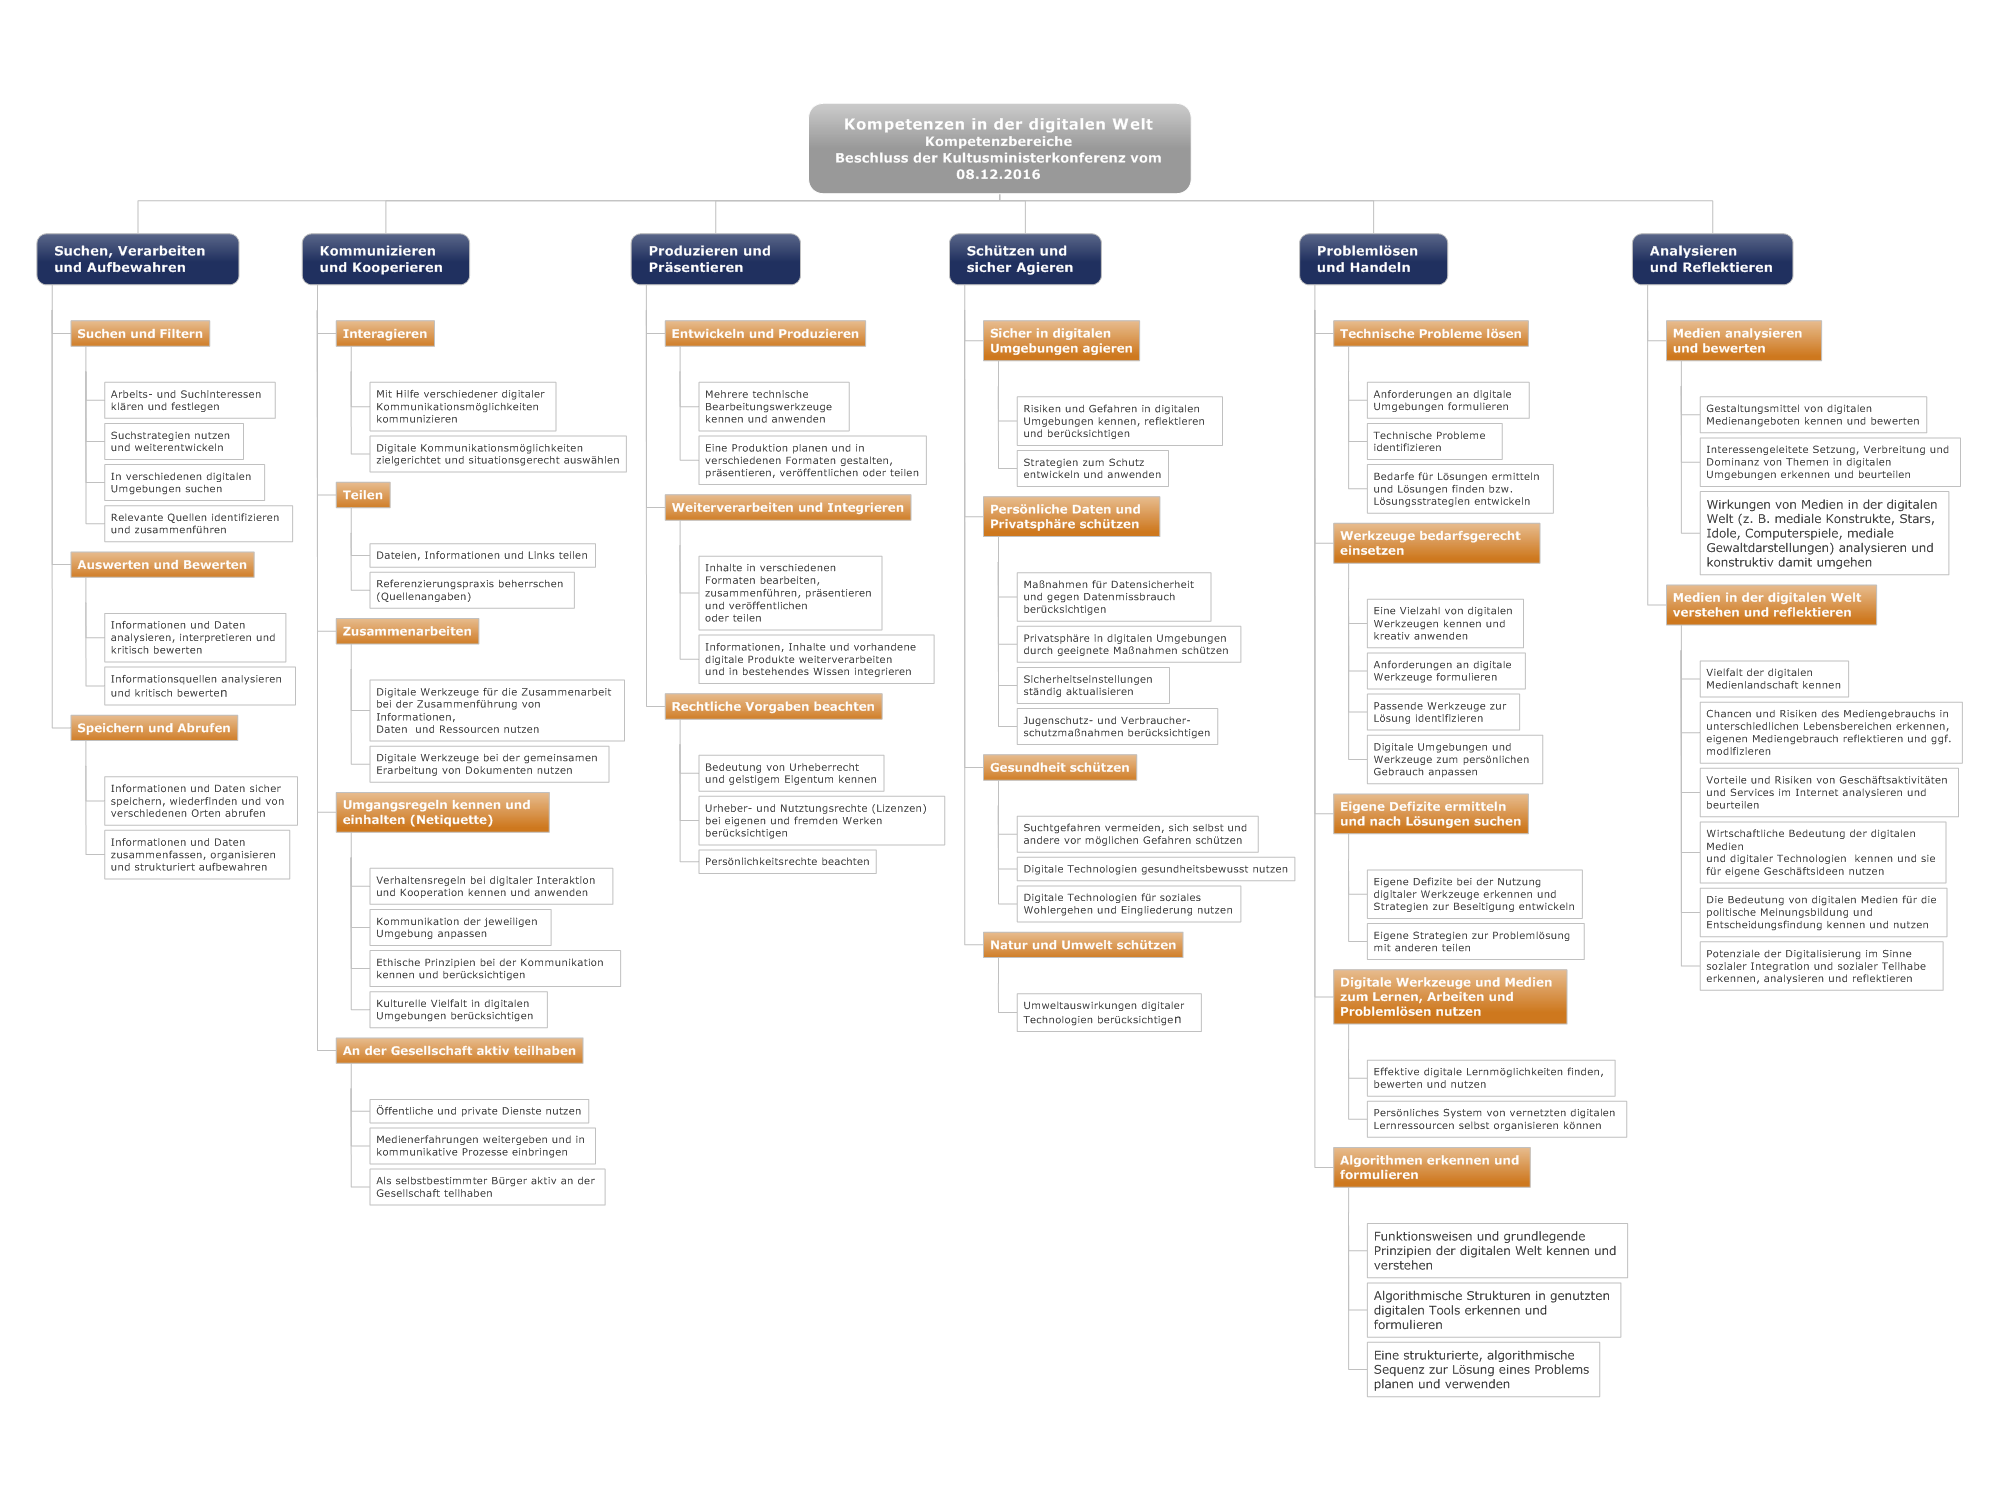 Kompetenzen in der digitalen Welt
Kompetenzbereiche
Beschluss der Kultusministerkonferenz vom
08.12.2016
Suchen, Verarbeiten
und Aufbewahren
Suchen und Filtern
Arbeits- und Suchinteressen
klären und festlegen
Suchstrategien nutzen
und weiterentwickeln
In verschiedenen digitalen
Umgebungen suchen
Relevante Quellen identifizieren
und zusammenführen
Auswerten und Bewerten
Informationen und Daten
analysieren, interpretieren und
kritisch bewerten
Informationsquellen analysieren
und kritisch bewerten
Speichern und Abrufen
Informationen und Daten sicher
speichern, wiederfinden und von
verschiedenen Orten abrufen
Informationen und Daten
zusammenfassen, organisieren
und strukturiert aufbewahren
Kommunizieren
und Kooperieren
Interagieren
Mit Hilfe verschiedener digitaler
Kommunikationsmöglichkeiten
kommunizieren
Digitale Kommunikationsmöglichkeiten
zielgerichtet und situationsgerecht auswählen
Teilen
Dateien, Informationen und Links teilen
Referenzierungspraxis beherrschen
(Quellenangaben)
Zusammenarbeiten
Digitale Werkzeuge für die Zusammenarbeit
bei der Zusammenführung von
Informationen,
Daten  und Ressourcen nutzen
Digitale Werkzeuge bei der gemeinsamen
Erarbeitung von Dokumenten nutzen
Umgangsregeln kennen und
einhalten (Netiquette)
Verhaltensregeln bei digitaler Interaktion
und Kooperation kennen und anwenden
Kommunikation der jeweiligen
Umgebung anpassen
Ethische Prinzipien bei der Kommunikation
kennen und berücksichtigen
Kulturelle Vielfalt in digitalen
Umgebungen berücksichtigen
An der Gesellschaft aktiv teilhaben
Öffentliche und private Dienste nutzen
Medienerfahrungen weitergeben und in
kommunikative Prozesse einbringen
Als selbstbestimmter Bürger aktiv an der
Gesellschaft teilhaben
Produzieren und
Präsentieren
Entwickeln und Produzieren
Mehrere technische
Bearbeitungswerkzeuge
kennen und anwenden
Eine Produktion planen und in
verschiedenen Formaten gestalten,
präsentieren, veröffentlichen oder teilen
Weiterverarbeiten und Integrieren
Inhalte in verschiedenen
Formaten bearbeiten,
zusammenführen, präsentieren
und veröffentlichen
oder teilen
Informationen, Inhalte und vorhandene
digitale Produkte weiterverarbeiten
und in bestehendes Wissen integrieren
Rechtliche Vorgaben beachten
Bedeutung von Urheberrecht
und geistigem Eigentum kennen
Urheber- und Nutztungsrechte (Lizenzen)
bei eigenen und fremden Werken
berücksichtigen
Persönlichkeitsrechte beachten
Schützen und
sicher Agieren
Sicher in digitalen
Umgebungen agieren
Risiken und Gefahren in digitalen
Umgebungen kennen, reflektieren
und berücksichtigen
Strategien zum Schutz
entwickeln und anwenden
Persönliche Daten und
Privatsphäre schützen
Maßnahmen für Datensicherheit
und gegen Datenmissbrauch
berücksichtigen
Privatsphäre in digitalen Umgebungen
durch geeignete Maßnahmen schützen
Sicherheitseinstellungen
ständig aktualisieren
Jugenschutz- und Verbraucher-
schutzmaßnahmen berücksichtigen
Gesundheit schützen
Suchtgefahren vermeiden, sich selbst und
andere vor möglichen Gefahren schützen
Digitale Technologien gesundheitsbewusst nutzen
Digitale Technologien für soziales
Wohlergehen und Eingliederung nutzen
Natur und Umwelt schützen
Umweltauswirkungen digitaler
Technologien berücksichtigen
Problemlösen
und Handeln
Technische Probleme lösen
Anforderungen an digitale
Umgebungen formulieren
Technische Probleme
identifizieren
Bedarfe für Lösungen ermitteln
und Lösungen finden bzw.
Lösungsstrategien entwickeln
Werkzeuge bedarfsgerecht
einsetzen
Eine Vielzahl von digitalen
Werkzeugen kennen und
kreativ anwenden
Anforderungen an digitale
Werkzeuge formulieren
Passende Werkzeuge zur
Lösung identifizieren
Digitale Umgebungen und
Werkzeuge zum persönlichen
Gebrauch anpassen
Eigene Defizite ermitteln
und nach Lösungen suchen
Eigene Defizite bei der Nutzung
digitaler Werkzeuge erkennen und
Strategien zur Beseitigung entwickeln
Eigene Strategien zur Problemlösung
mit anderen teilen
Digitale Werkzeuge und Medien
zum Lernen, Arbeiten und
Problemlösen nutzen
Effektive digitale Lernmöglichkeiten finden,
bewerten und nutzen
Persönliches System von vernetzten digitalen
Lernressourcen selbst organisieren können
Algorithmen erkennen und
formulieren
Funktionsweisen und grundlegende
Prinzipien der digitalen Welt kennen und
verstehen
Algorithmische Strukturen in genutzten
digitalen Tools erkennen und
formulieren
Eine strukturierte, algorithmische
Sequenz zur Lösung eines Problems
planen und verwenden
Analysieren
und Reflektieren
Medien analysieren
und bewerten
Gestaltungsmittel von digitalen
Medienangeboten kennen und bewerten
Interessengeleitete Setzung, Verbreitung und
Dominanz von Themen in digitalen
Umgebungen erkennen und beurteilen
Wirkungen von Medien in der digitalen
Welt (z. B. mediale Konstrukte, Stars,
Idole, Computerspiele, mediale
Gewaltdarstellungen) analysieren und
konstruktiv damit umgehen
Medien in der digitalen Welt
verstehen und reflektieren
Vielfalt der digitalen
Medienlandschaft kennen
Chancen und Risiken des Mediengebrauchs in
unterschiedlichen Lebensbereichen erkennen,
eigenen Mediengebrauch reflektieren und ggf.
modifizieren
Vorteile und Risiken von Geschäftsaktivitäten
und Services im Internet analysieren und
beurteilen
Wirtschaftliche Bedeutung der digitalen
Medien
und digitaler Technologien  kennen und sie
für eigene Geschäftsideen nutzen
Die Bedeutung von digitalen Medien für die
politische Meinungsbildung und
Entscheidungsfindung kennen und nutzen
Potenziale der Digitalisierung im Sinne
sozialer Integration und sozialer Teilhabe
erkennen, analysieren und reflektieren